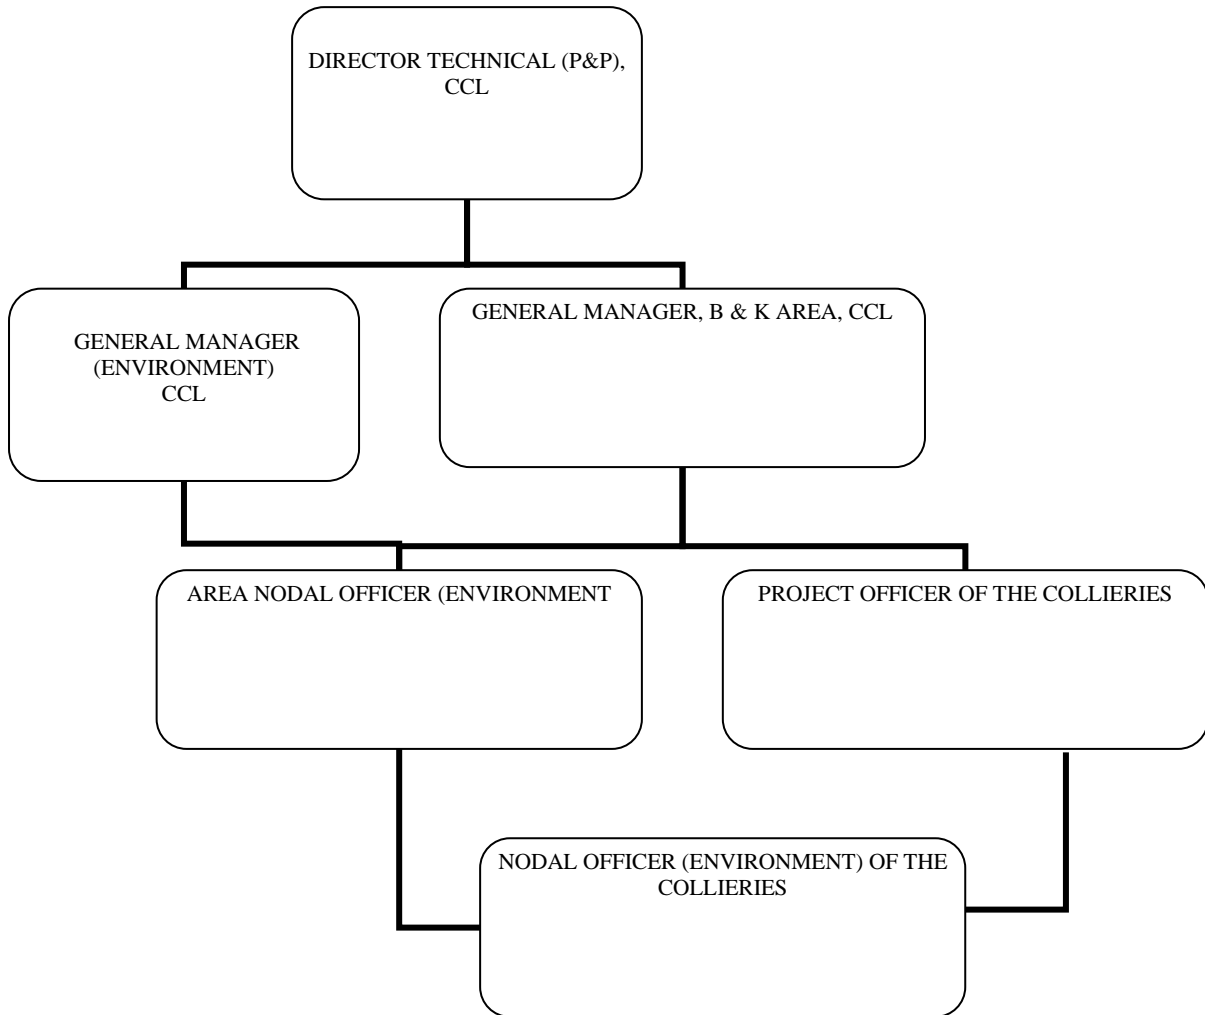 DIRECTOR TECHNICAL (P&P),
CCL
GENERAL MANAGER
(ENVIRONMENT)
CCL
GENERAL MANAGER, B & K AREA, CCL
AREA NODAL OFFICER (ENVIRONMENT
PROJECT OFFICER OF THE COLLIERIES
NODAL OFFICER (ENVIRONMENT) OF THE
COLLIERIES